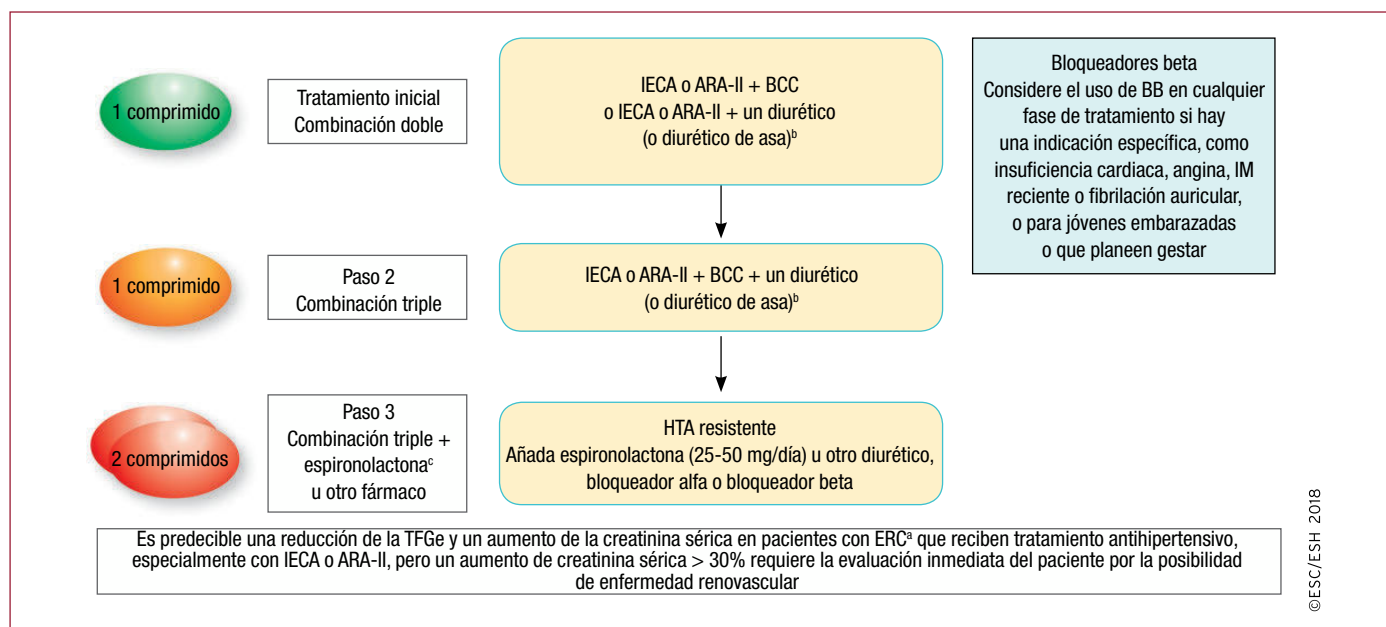 1 comprimido
Tratamiento inicial
Combinación doble
IECA o ARA-II + BCC
o IECA o ARA-II + un diurético
(o diurético de asa)ᵇ
Bloqueadores beta
Considere el uso de BB en cualquier
fase de tratamiento si hay
una indicación específica, como
insuficiencia cardiaca, angina, IM
reciente o fibrilación auricular,
o para jóvenes embarazadas
o que planeen gestar
1 comprimido
Paso 2
Combinación triple
IECA o ARA-II + BCC + un diurético
(o diurético de asa)ᵇ
2 comprimidos
Paso 3
Combinación triple +
espironolactonaᶜ
u otro fármaco
HTA resistente
Añada espironolactona (25-50 mg/día) u otro diurético,
bloqueador alfa o bloqueador beta
Es predecible una reducción de la TFGe y un aumento de la creatinina sérica en pacientes con ERCᵃ que reciben tratamiento antihipertensivo,
especialmente con IECA o ARA-II, pero un aumento de creatinina sérica > 30% requiere la evaluación inmediata del paciente por la posibilidad
de enfermedad renovascular
©ESC/ESH 2018